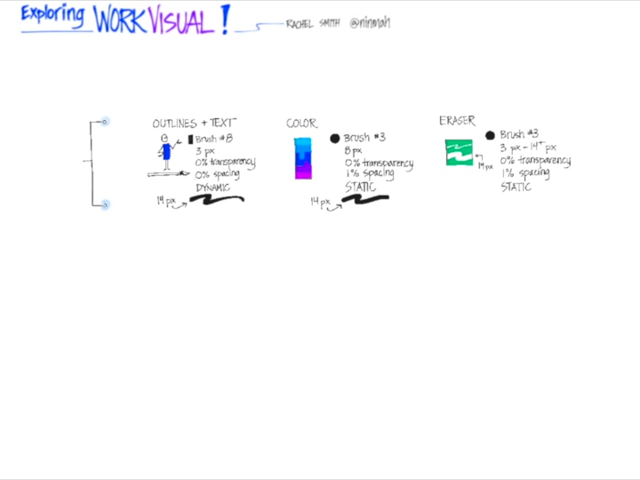 Exploring WORK VISUAL!
RACHEL SMITH @ninmah
OUTLINES + TEXT
Brush #8
3 px
0% transparency
0% spacing
DYNAMIC
14 px
COLOR
Brush #3
8 px
0% transparency
1% spacing
STATIC
14 px
ERASER
Brush #3
3 px - 14+ px
0% transparency
1% spacing
STATIC
14 px